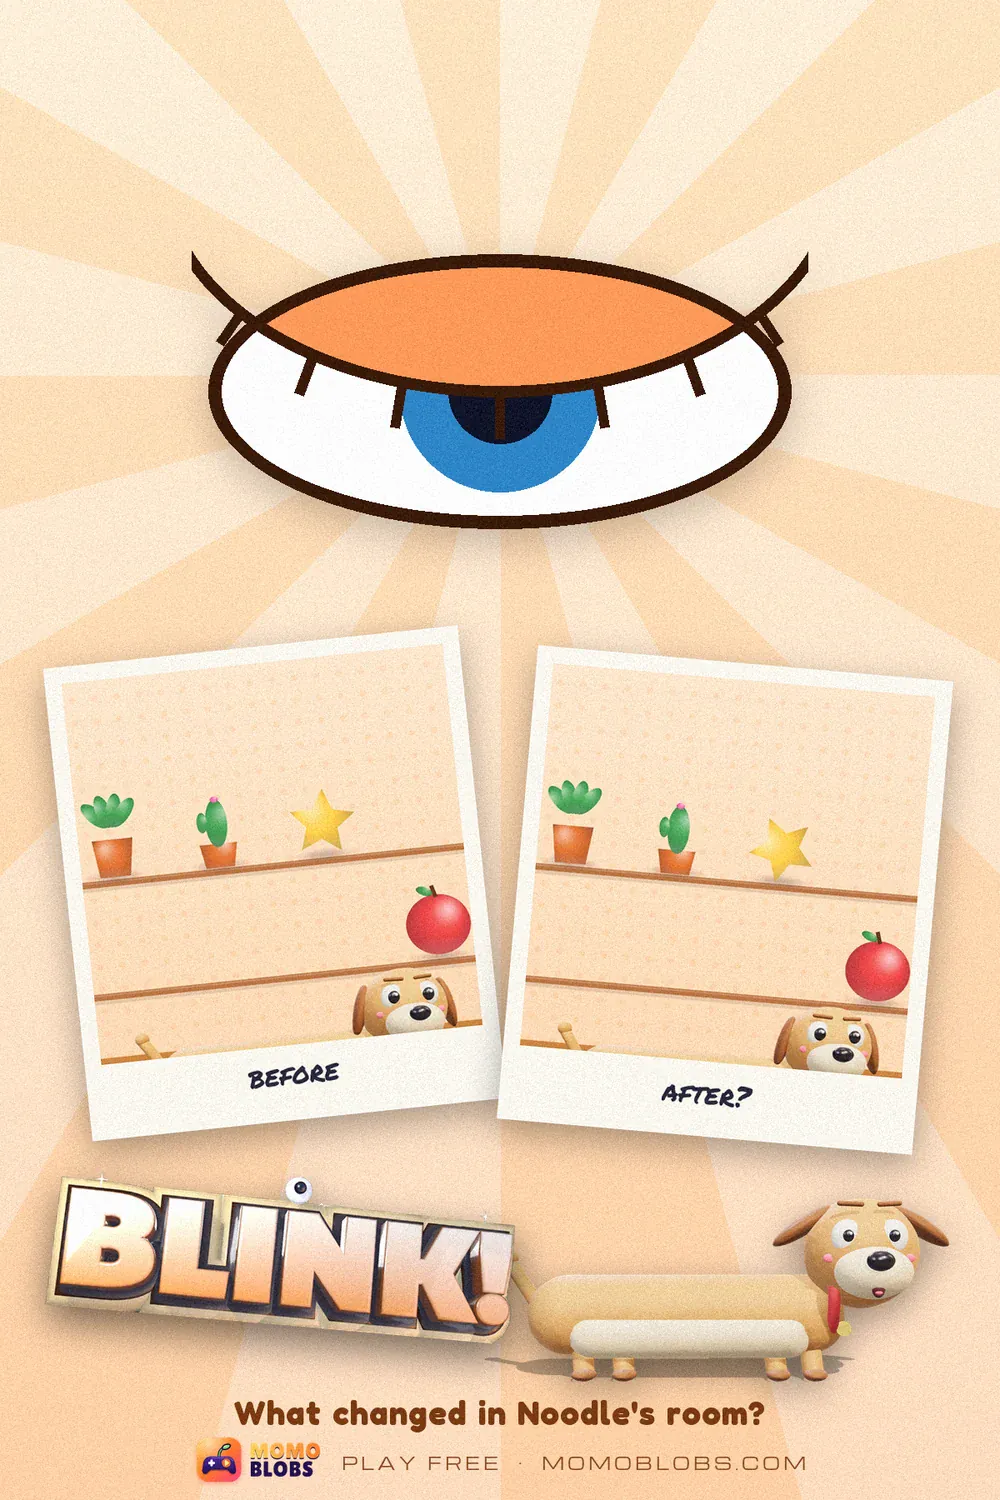 BEFORE
AFTER?
BLINK!
What changed in Noodle's room?
MOMO
BLOBS
PLAY FREE · MOMOBLOBS.COM